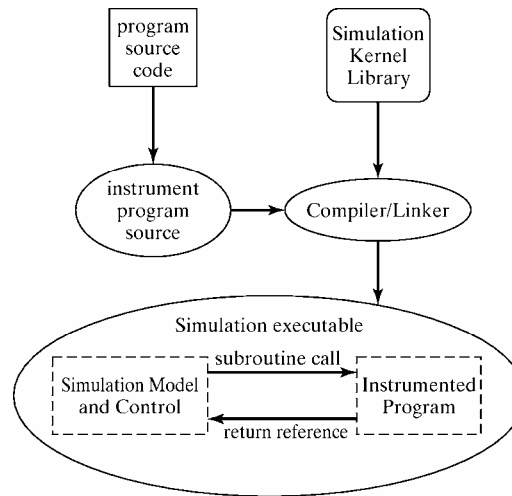 program
source
code
Simulation
Kernel
Library
instrument
program
source
Compiler/Linker
Simulation executable
subroutine call
Simulation Model
and Control
Instrumented
Program
return reference